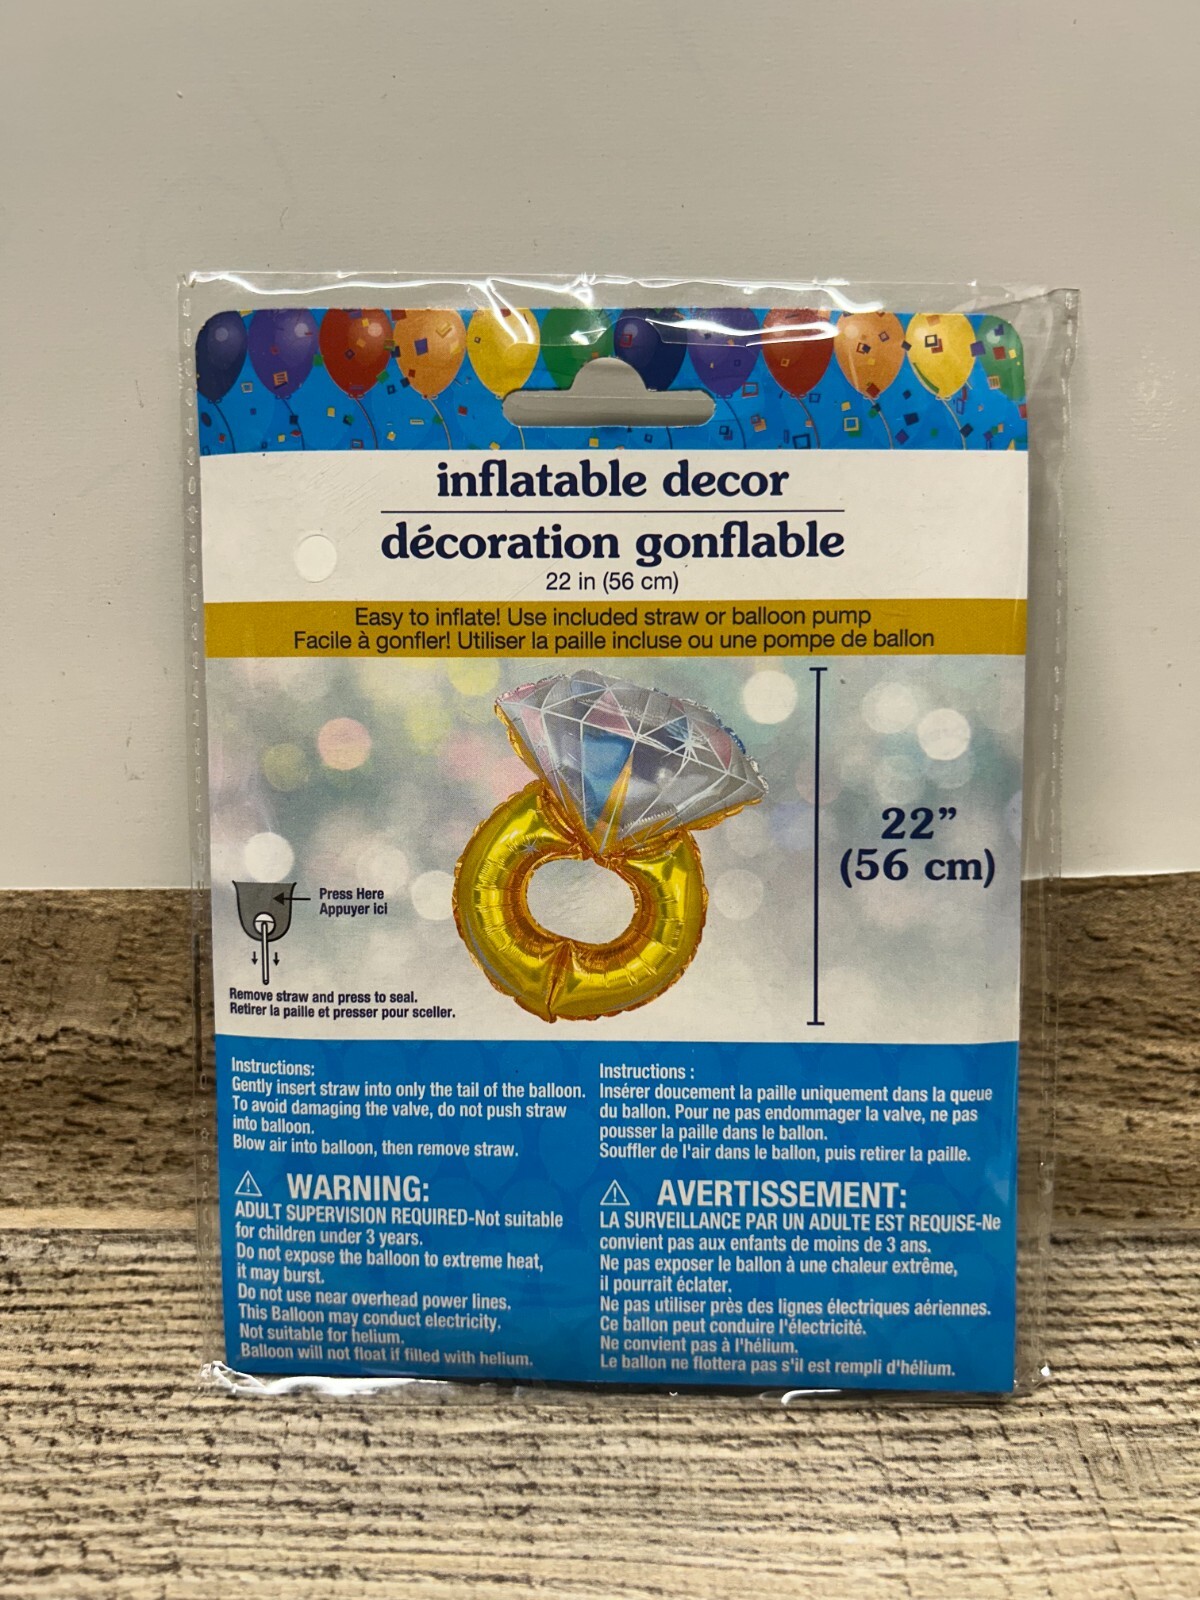 inflatable decor
décoration gonflable
22 in (56 cm)
Easy to inflate! Use included straw or balloon pump
Facile à gonfler! Utiliser la paille incluse ou une pompe de ballon
22”
(56 cm)
Press Here
Appuyer ici
Remove straw and press to seal.
Retirer la paille et presser pour sceller.
Instructions:
Gently insert straw into only the tail of the balloon.
To avoid damaging the valve, do not push straw
into balloon.
Blow air into balloon, then remove straw.
WARNING:
ADULT SUPERVISION REQUIRED-Not suitable
for children under 3 years.
Do not expose the balloon to extreme heat,
it may burst.
Do not use near overhead power lines.
This Balloon may conduct electricity.
Not suitable for helium.
Balloon will not float if filled with helium.
Instructions :
Insérer doucement la paille uniquement dans la queue
du ballon. Pour ne pas endommager la valve, ne pas
pousser la paille dans le ballon.
Souffler de l'air dans le ballon, puis retirer la paille.
AVERTISSEMENT:
LA SURVEILLANCE PAR UN ADULTE EST REQUISE-Ne
convient pas aux enfants de moins de 3 ans.
Ne pas exposer le ballon à une chaleur extrême,
il pourrait éclater.
Ne pas utiliser près des lignes électriques aériennes.
Ce ballon peut conduire l'électricité.
Ne convient pas à l'hélium.
Le ballon ne flottera pas s'il est rempli d'hélium.